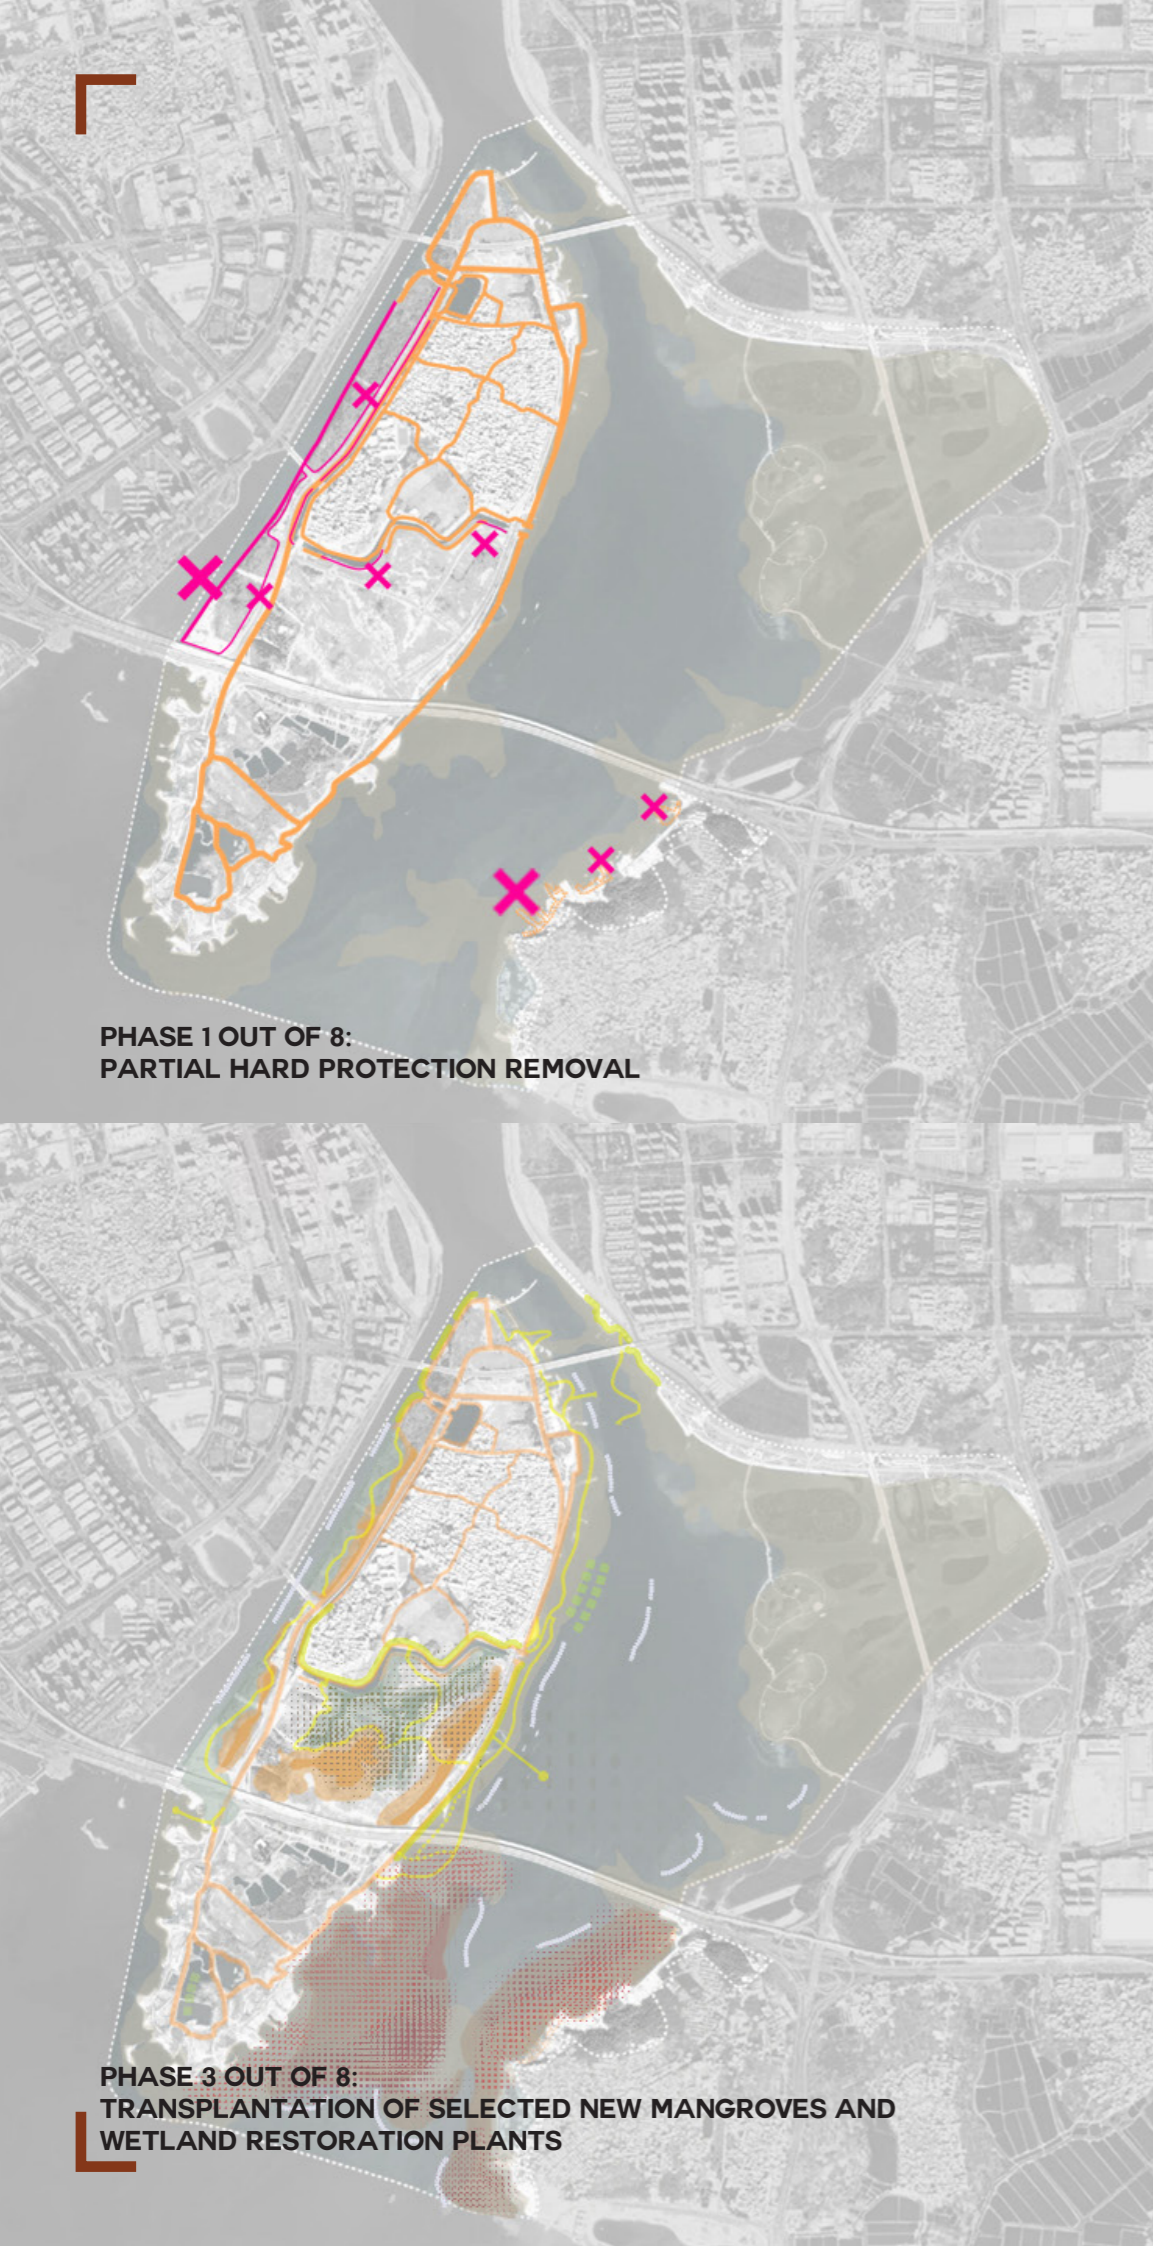 PHASE 1 OUT OF 8:
PARTIAL HARD PROTECTION REMOVAL
PHASE 3 OUT OF 8:
TRANSPLANTATION OF SELECTED NEW MANGROVES AND
WETLAND RESTORATION PLANTS